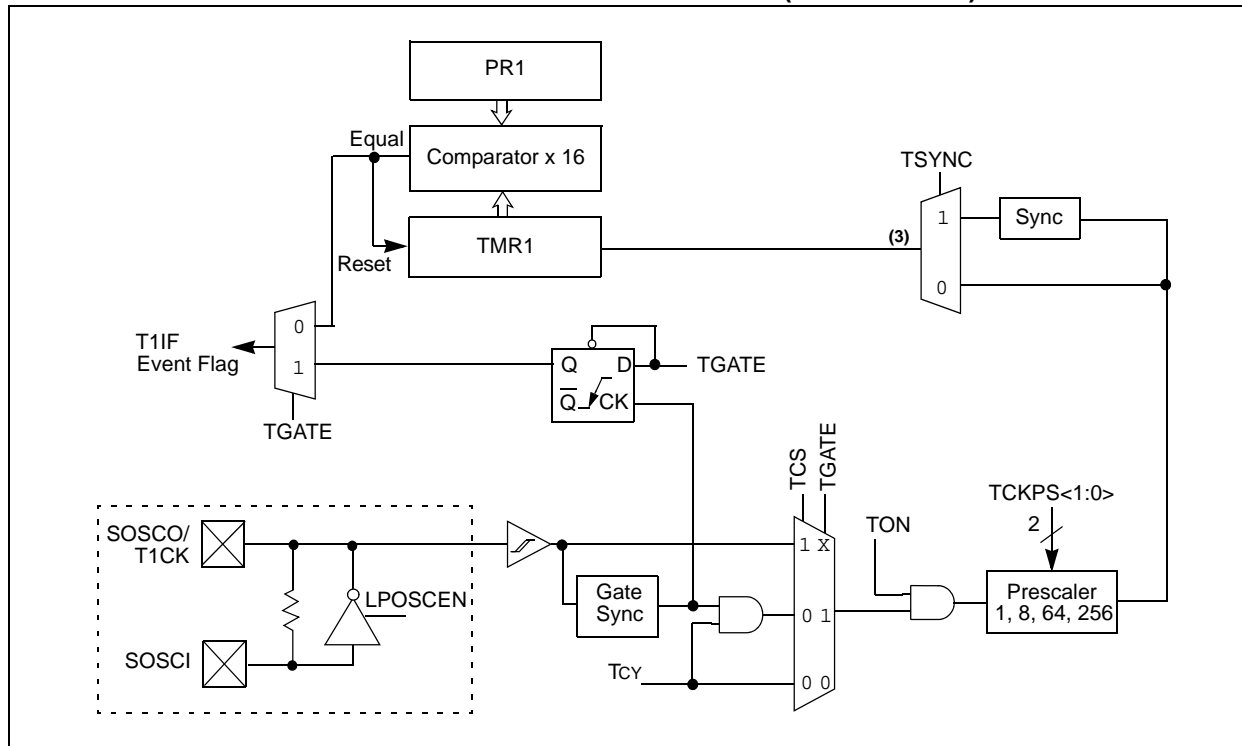 PR1
Equal
Comparator x 16
TSYNC
1
Sync
(3)
TMR1
Reset
0
0
T1IF
Event Flag
1
Q
D
TGATE
Q
CK
TGATE
TCS
TGATE
TCKPS<1:0>
2
SOSCO/
T1CK
TON
1 X
Prescaler
1, 8, 64, 256
LPOSCEN
Gate
Sync
0 1
SOSCI
TCY
0 0